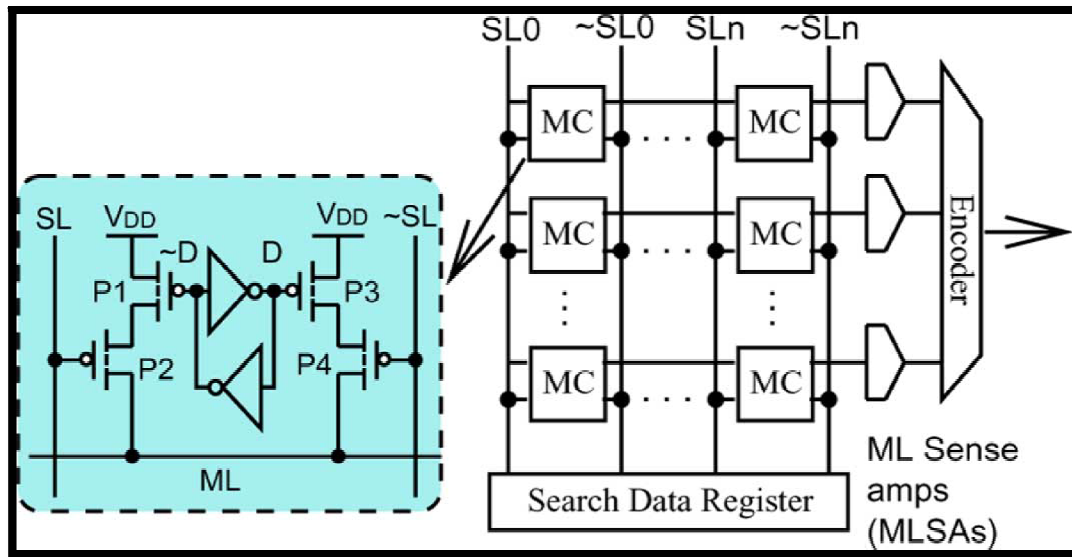 SL0 ~SL0 SLn ~SLn
MC MC
SL VDD VDD ~SL
~D D
P1 P3
P2 P4
ML
MC MC
MC MC
Encoder
Search Data Register
ML Sense
amps
(MLSAs)